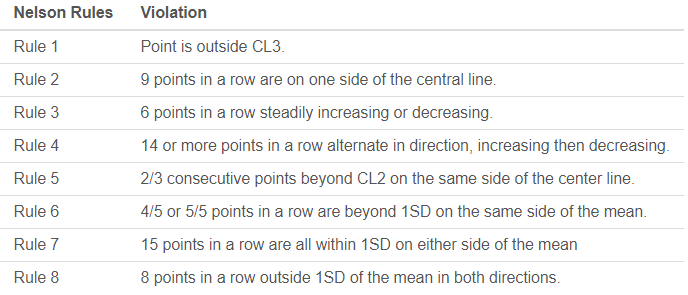 Nelson Rules Violation
Rule 1 Point is outside CL3.
Rule 2 9 points in a row are on one side of the central line.
Rule 3 6 points in a row steadily increasing or decreasing.
Rule 4 14 or more points in a row alternate in direction, increasing then decreasing.
Rule 5 2/3 consecutive points beyond CL2 on the same side of the center line.
Rule 6 4/5 or 5/5 points in a row are beyond 1SD on the same side of the mean.
Rule 7 15 points in a row are all within 1SD on either side of the mean
Rule 8 8 points in a row outside 1SD of the mean in both directions.